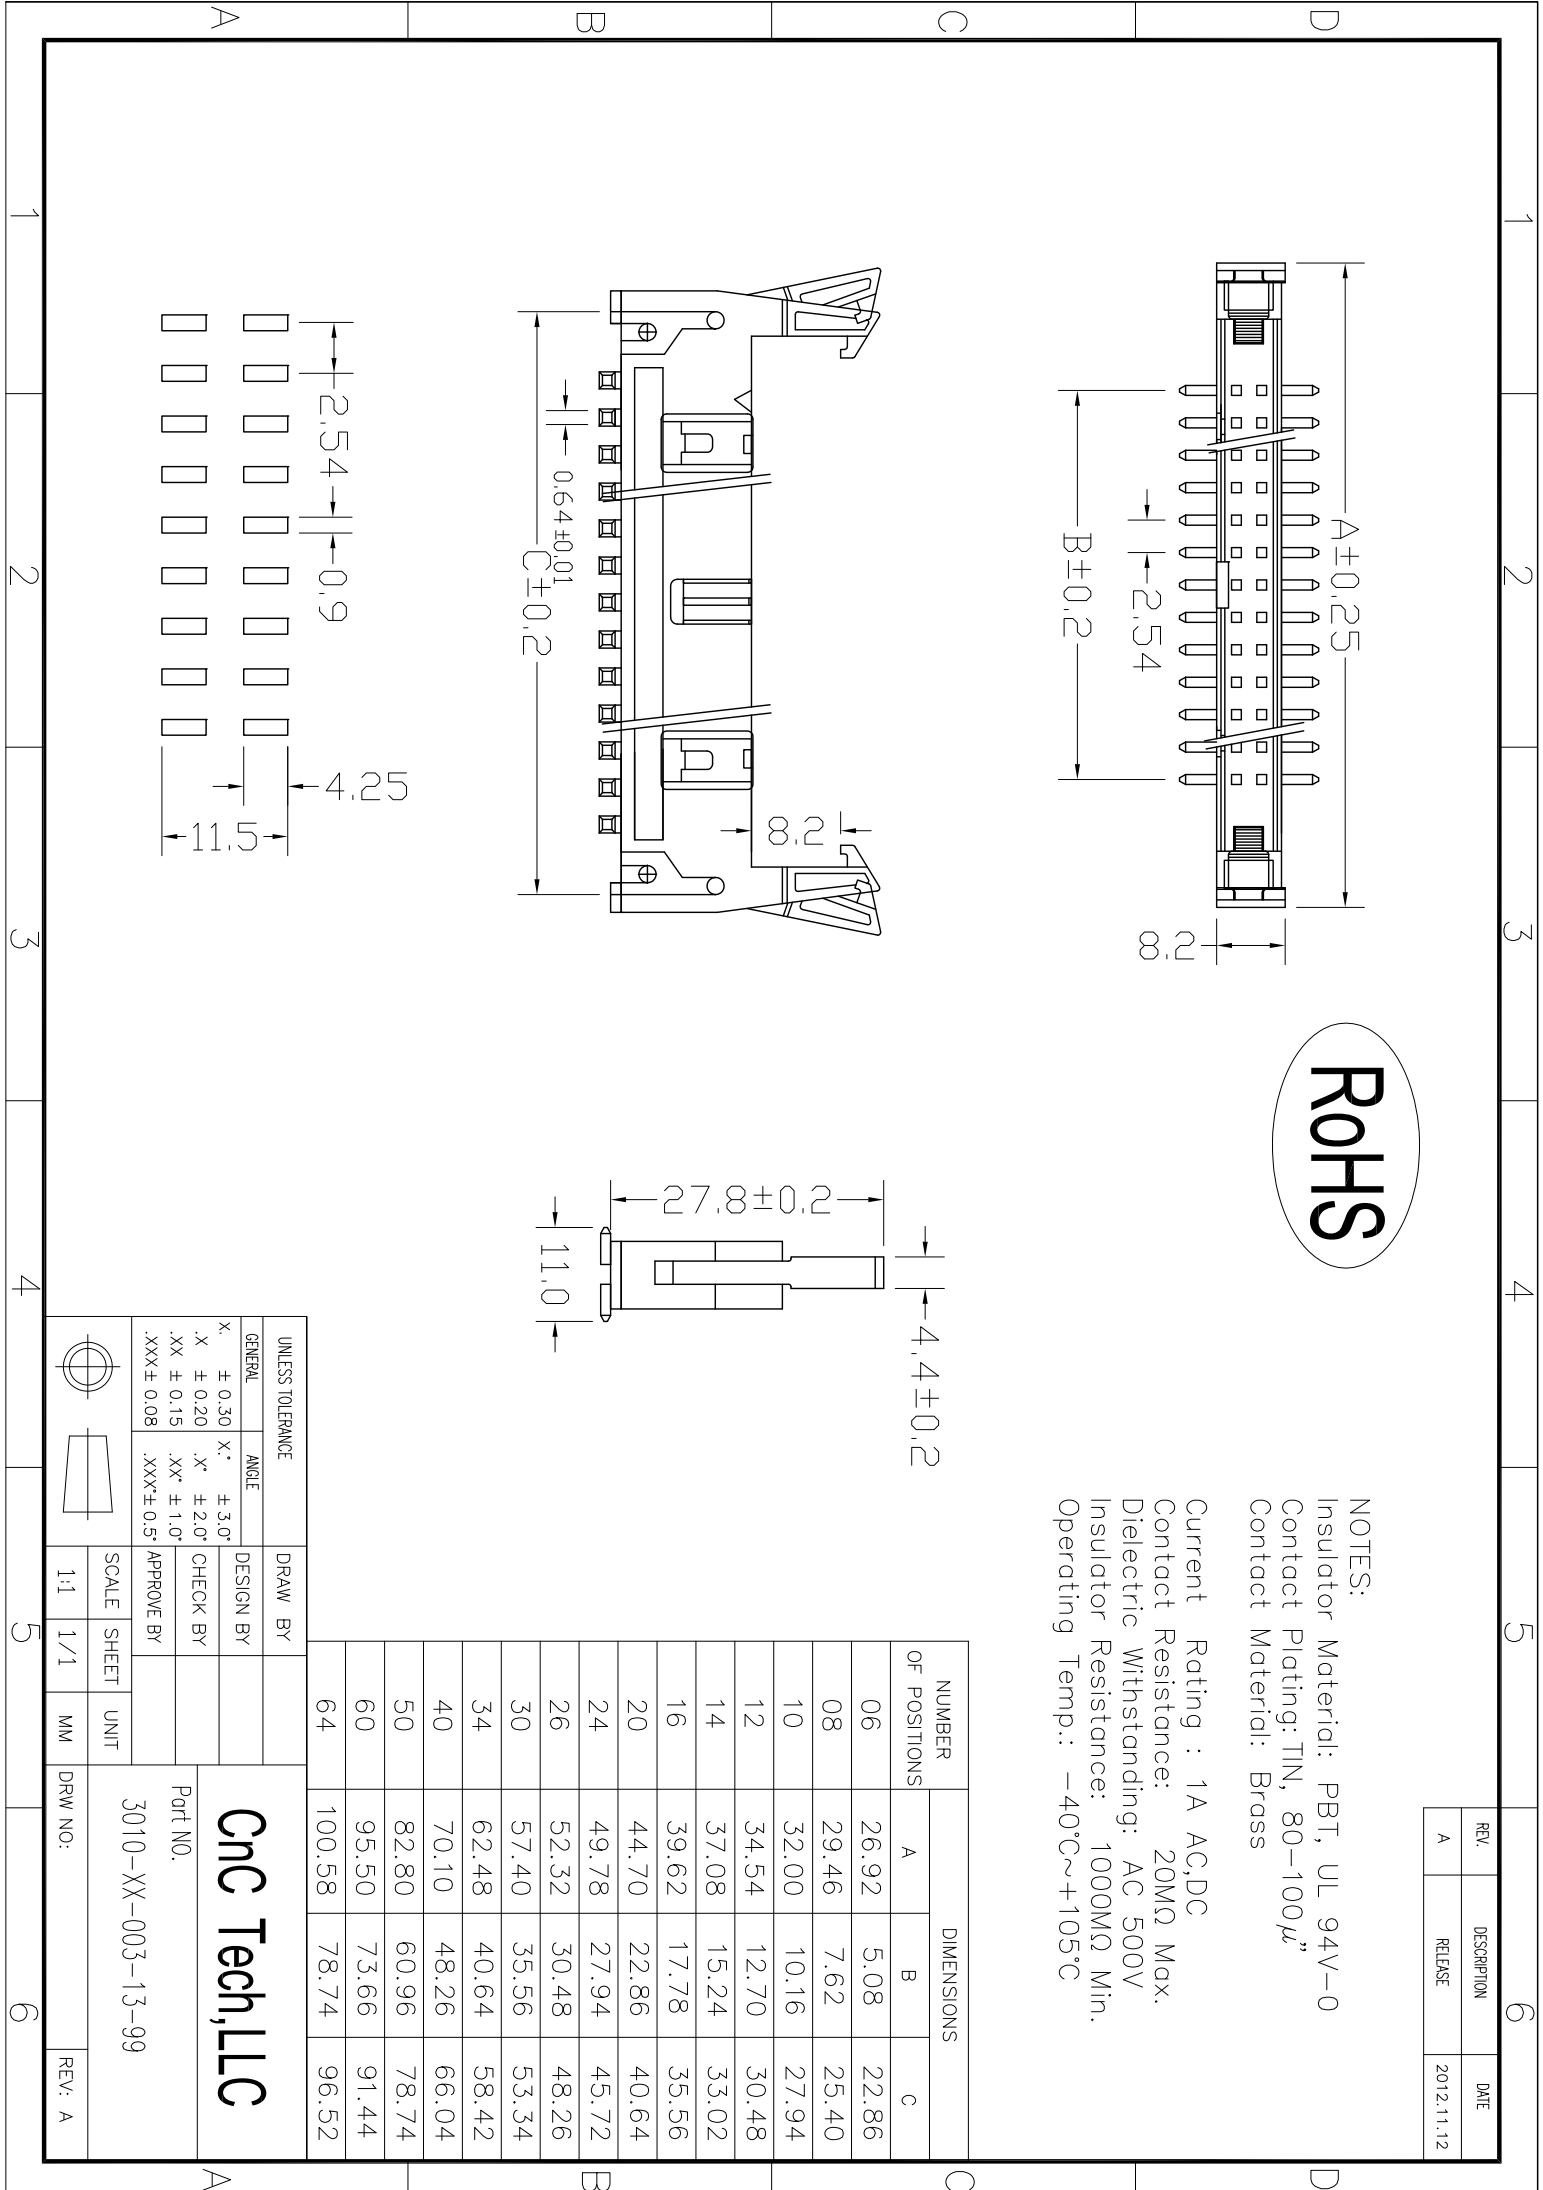 1 2 3 4 5 6
D
C
B
A
REV. DESCRIPTION DATE
A RELEASE 2012.11.12
A±0.25
2.54
B±0.2
8.2
RoHS
NOTES:
Insulator Material: PBT, UL 94V-0
Contact Plating: TIN, 80-100μ"
Contact Material: Brass
Current Rating : 1A AC,DC
Contact Resistance: 20MΩ Max.
Dielectric Withstanding: AC 500V
Insulator Resistance: 1000MΩ Min.
Operating Temp.: -40°C~+105°C
8.2
0.64±0.01
C±0.2
27.8±0.2
4.4±0.2
11.0
2.54
0.9
4.25
11.5
NUMBER OF POSITIONS DIMENSIONS
A B C
06 26.92 5.08 22.86
08 29.46 7.62 25.40
10 32.00 10.16 27.94
12 34.54 12.70 30.48
14 37.08 15.24 33.02
16 39.62 17.78 35.56
20 44.70 22.86 40.64
24 49.78 27.94 45.72
26 52.32 30.48 48.26
30 57.40 35.56 53.34
34 62.48 40.64 58.42
40 70.10 48.26 66.04
50 82.80 60.96 78.74
60 95.50 73.66 91.44
64 100.58 78.74 96.52
UNLESS TOLERANCE
GENERAL ANGLE
X. ± 0.30 X.° ± 3.0°
.X ± 0.20 .X° ± 2.0°
.XX ± 0.15 .XX° ± 1.0°
.XXX± 0.08 .XXX°± 0.5°
DRAW BY
DESIGN BY
CHECK BY
APPROVE BY
SCALE SHEET UNIT
1:1 1/1 MM
CnC Tech,LLC
Part NO.
3010-XX-003-13-99
DRW NO: REV: A
D
C
B
A
1 2 3 4 5 6